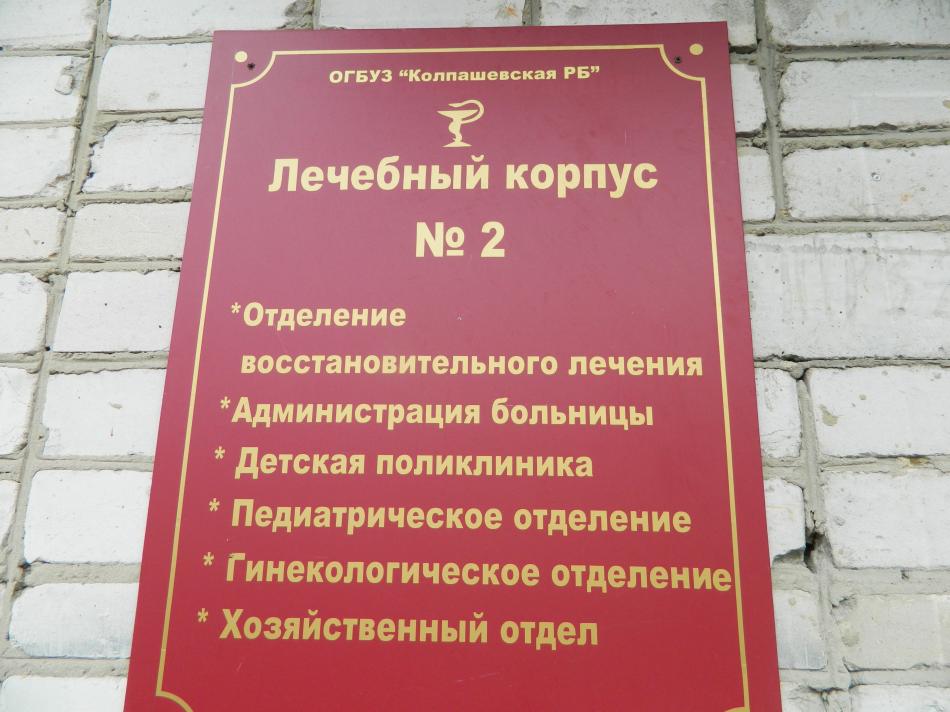 ОГБУЗ "Колпашевская РБ"
Лечебный корпус
№ 2
*Отделение
восстановительного лечения
*Администрация больницы
* Детская поликлиника
* Педиатрическое отделение
* Гинекологическое отделение
* Хозяйственный отдел